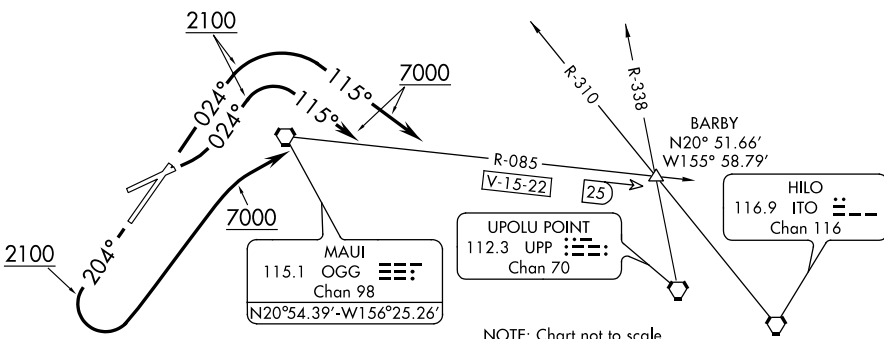 2100
7000
024°
115°
024°
115°
R-310
R-338
BARBY
N20° 51.66’
W155° 58.79’
R-085
V-15-22
25
204°
7000
2100
MAUI
115.1 OGG
Chan 98
N20°54.39’-W156°25.26’
UPOLU POINT
112.3 UPP
Chan 70
HILO
116.9 ITO
Chan 116
NOTE: Chart not to scale